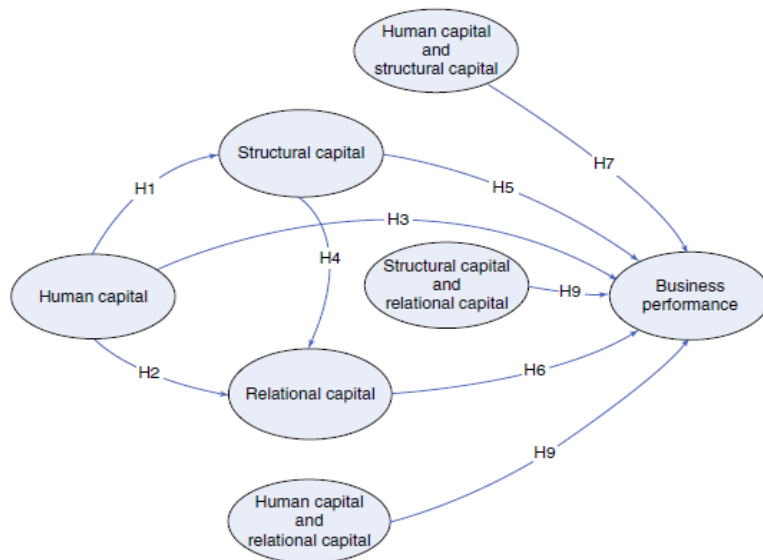 Human capital
and
structural capital
Structural capital
H7
H1
H5
H3
H4
Structural capital
and
relational capital
H9
Business
performance
Human capital
H2
H6
Relational capital
H9
Human capital
and
relational capital